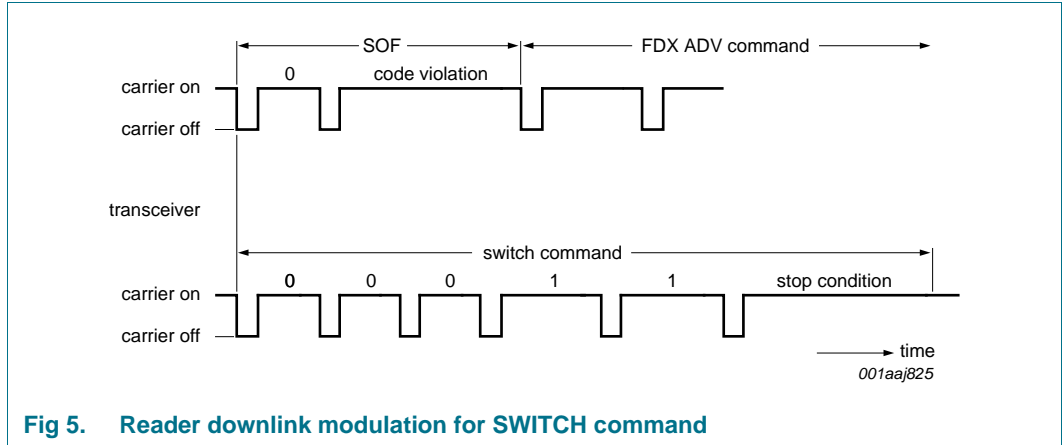 SOF FDX ADV command
0 code violation
carrier on
carrier off
transceiver
switch command
0 0 0 1 1 stop condition
carrier on
carrier off
time
001aaj825
Fig 5. Reader downlink modulation for SWITCH command